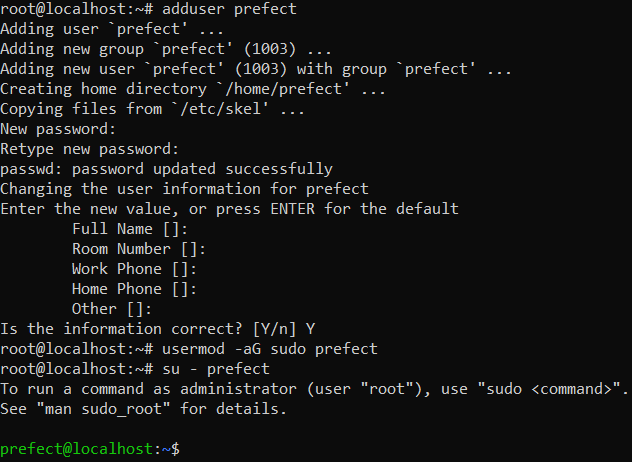 root@localhost:~# adduser prefect
Adding user `prefect' ...
Adding new group `prefect' (1003) ...
Adding new user `prefect' (1003) with group `prefect' ...
Creating home directory `/home/prefect' ...
Copying files from `/etc/skel' ...
New password:
Retype new password:
passwd: password updated successfully
Changing the user information for prefect
Enter the new value, or press ENTER for the default
        Full Name []:
        Room Number []:
        Work Phone []:
        Home Phone []:
        Other []:
Is the information correct? [Y/n] Y
root@localhost:~# usermod -aG sudo prefect
root@localhost:~# su - prefect
To run a command as administrator (user "root"), use "sudo <command>".
See "man sudo_root" for details.

prefect@localhost:~$